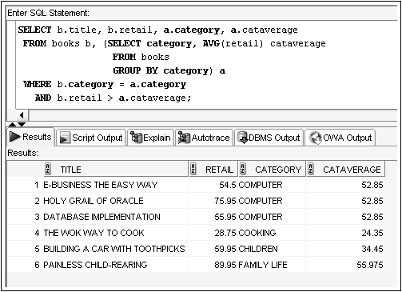 Enter SQL Statement:
SELECT b.title, b.retail, a.category, a.cataverage
FROM books b, (SELECT category, AVG(retail) cataverage
FROM books
GROUP BY category) a
WHERE b.category = a.category
AND b.retail > a.cataverage;
Results Script Output Explain Autotrace DBMS Output OWA Output
Results:
TITLE RETAIL CATEGORY CATAVERAGE
1 E-BUSINESS THE EASY WAY 54.5 COMPUTER 52.85
2 HOLY GRAIL OF ORACLE 75.95 COMPUTER 52.85
3 DATABASE IMPLEMENTATION 55.95 COMPUTER 52.85
4 THE WOK WAY TO COOK 28.75 COOKING 24.35
5 BUILDING A CAR WITH TOOTHPICKS 59.95 CHILDREN 34.45
6 PAINLESS CHILD-REARING 89.95 FAMILY LIFE 55.975